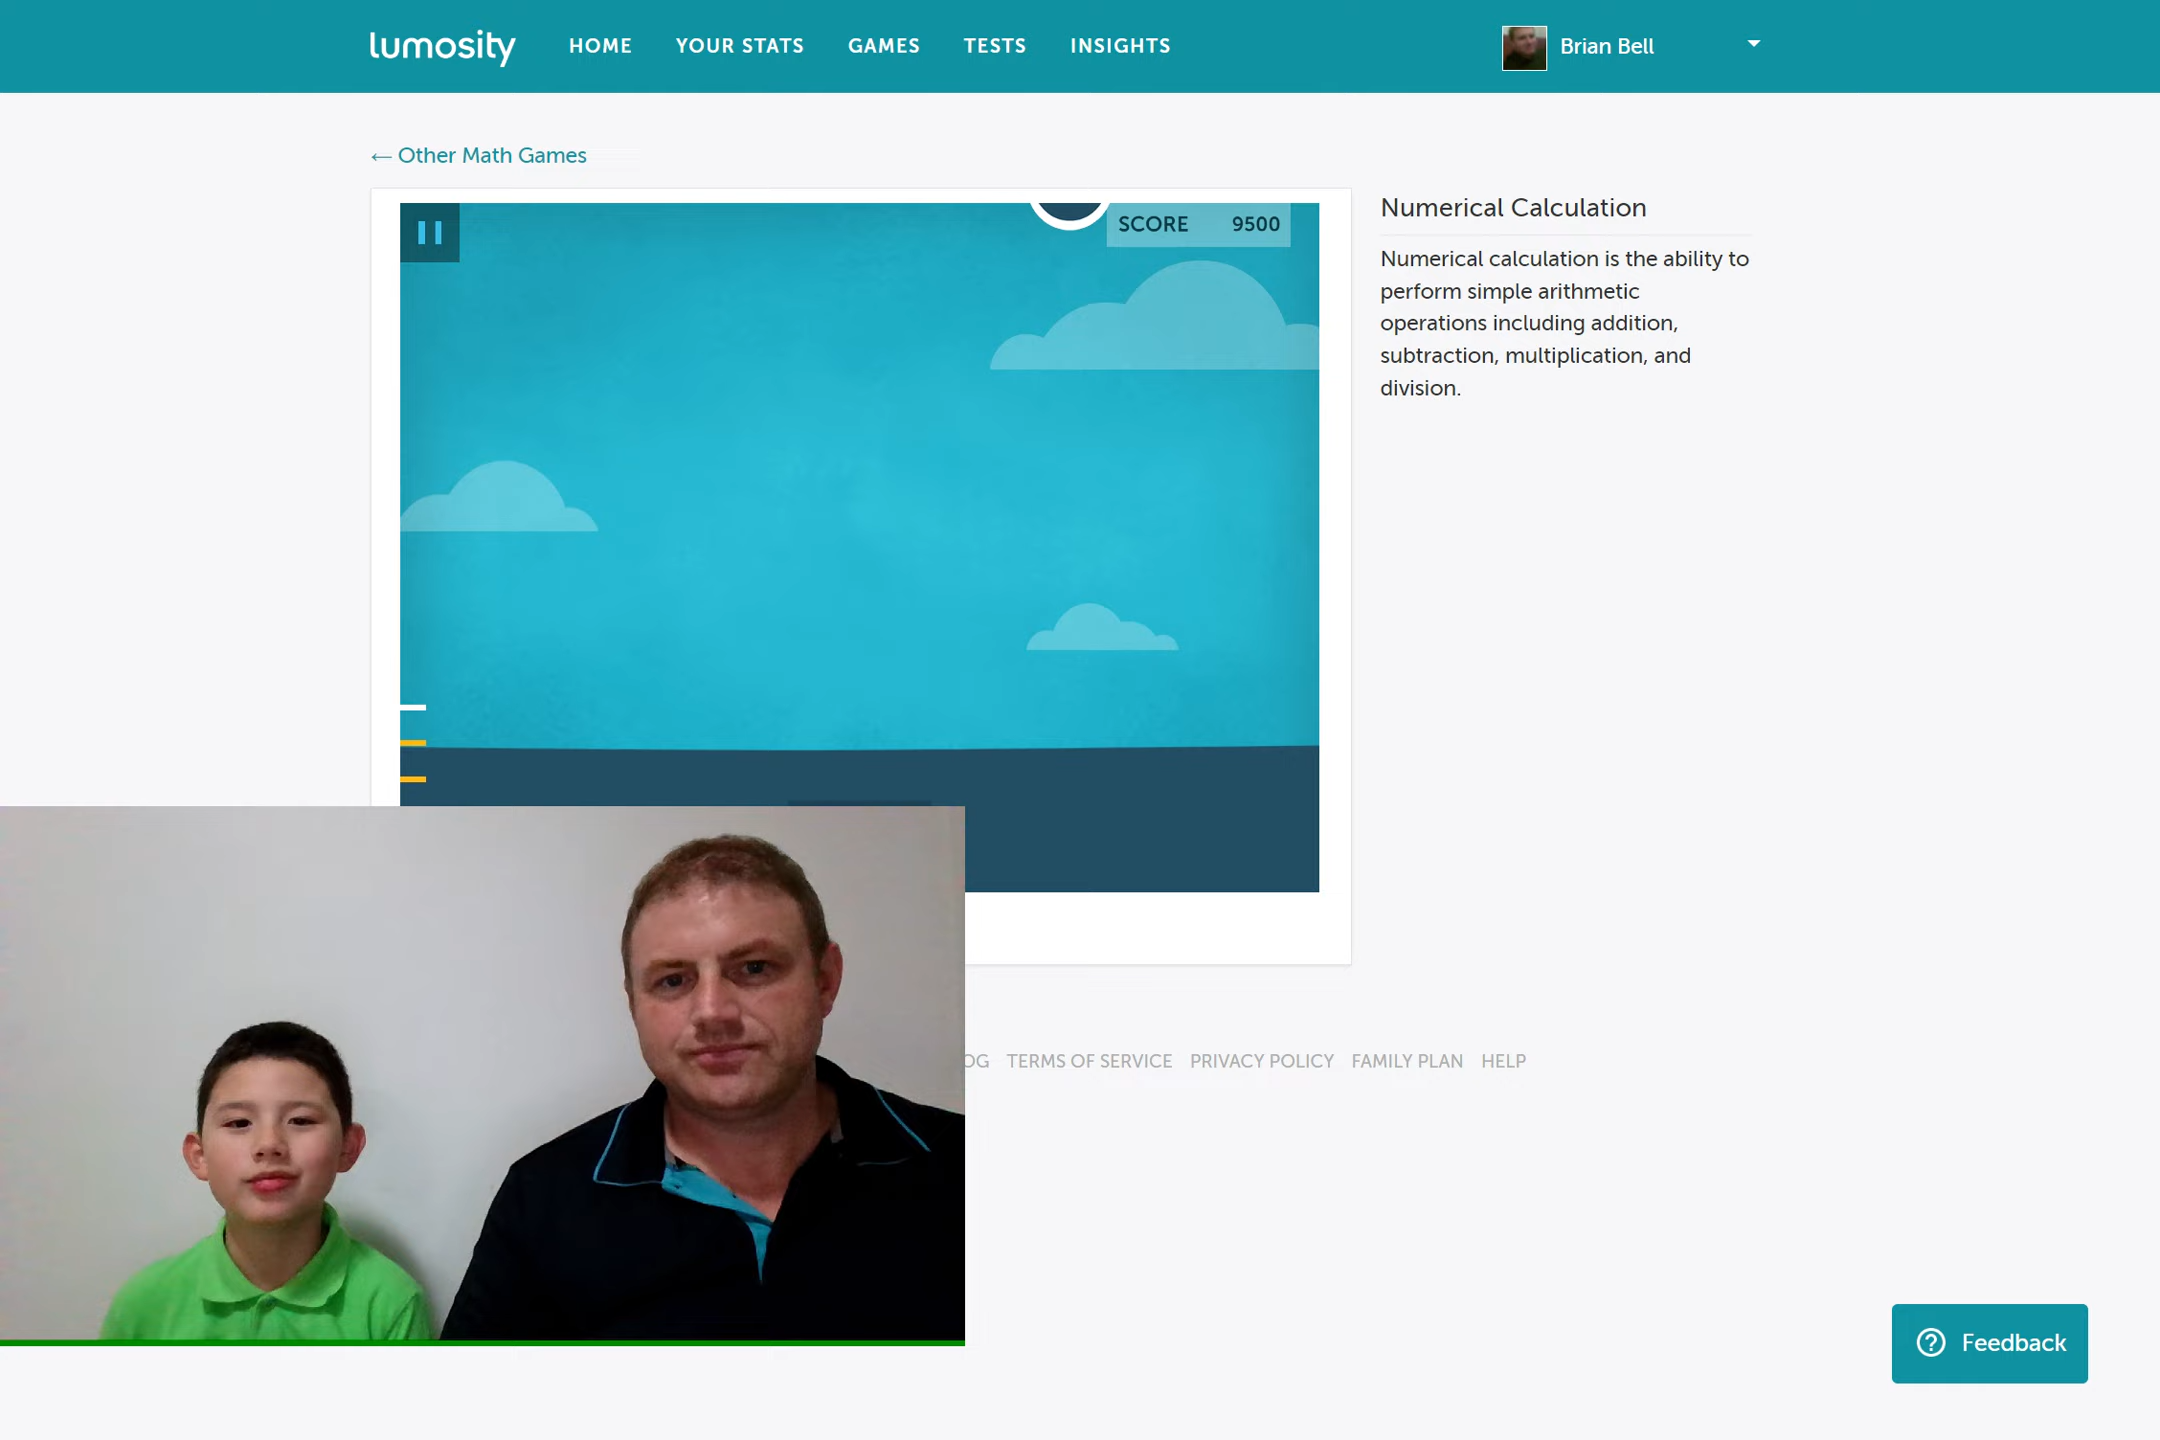 lumosity HOME YOUR STATS GAMES TESTS INSIGHTS Brian Bell
← Other Math Games
SCORE 9500
Numerical Calculation
Numerical calculation is the ability to
perform simple arithmetic
operations including addition,
subtraction, multiplication, and
division.
OG TERMS OF SERVICE PRIVACY POLICY FAMILY PLAN HELP
? Feedback